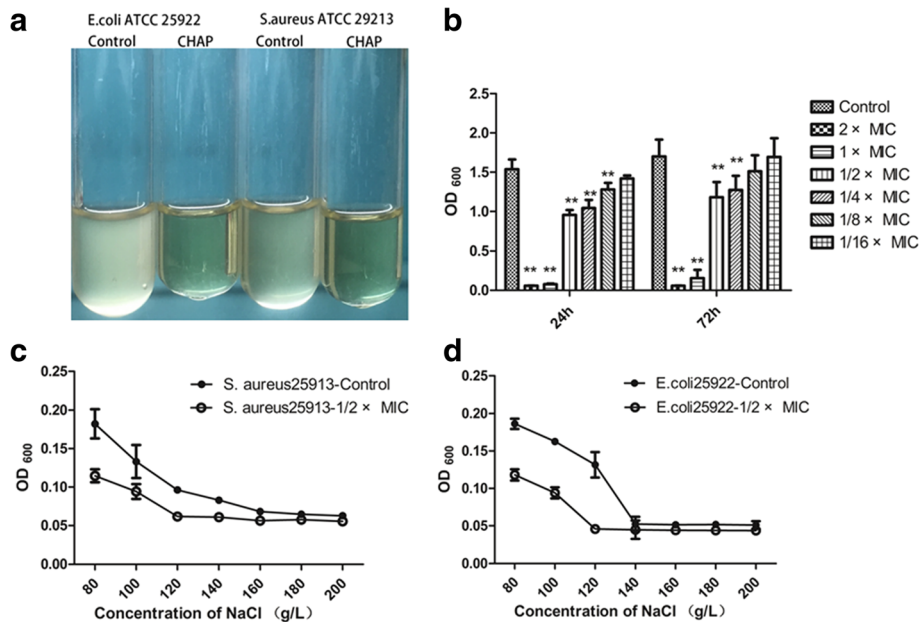 a
E.coli ATCC 25922 S.aureus ATCC 29213
Control CHAP Control CHAP
b
2.5
2.0
1.5
1.0
0.5
0.0
OD 600
** ** ** ** ** ** ** ** **
24h 72h
Control
2 × MIC
1 × MIC
1/2 × MIC
1/4 × MIC
1/8 × MIC
1/16 × MIC
c
0.25
0.20
0.15
0.10
0.05
0.00
OD 600
S. aureus25913-Control
S. aureus25913-1/2 × MIC
80 100 120 140 160 180 200
Concentration of NaCl (g/L)
d
0.25
0.20
0.15
0.10
0.05
0.00
OD 600
E.coli25922-Control
E.coli25922-1/2 × MIC
80 100 120 140 160 180 200
Concentration of NaCl (g/L)